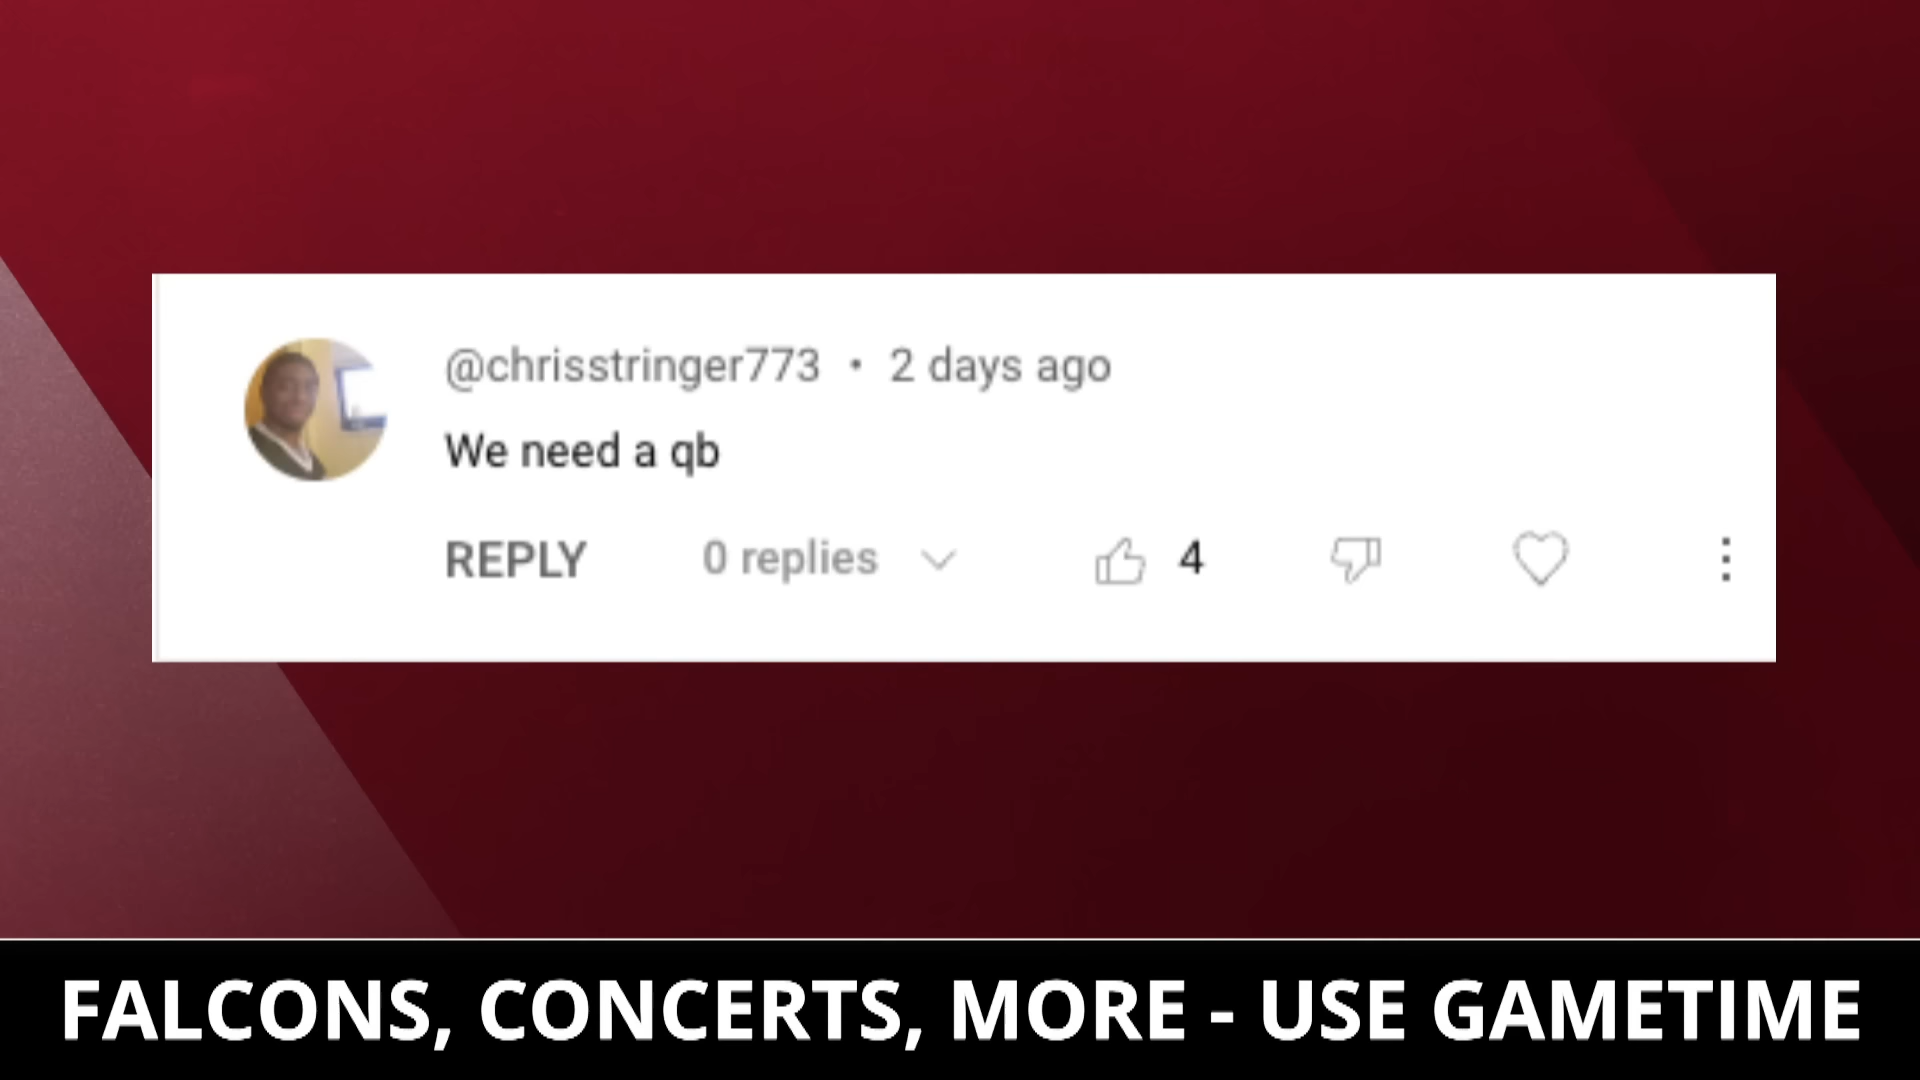 @chrisstringer773 • 2 days ago
We need a qb
REPLY 0 replies 4
FALCONS, CONCERTS, MORE - USE GAMETIME